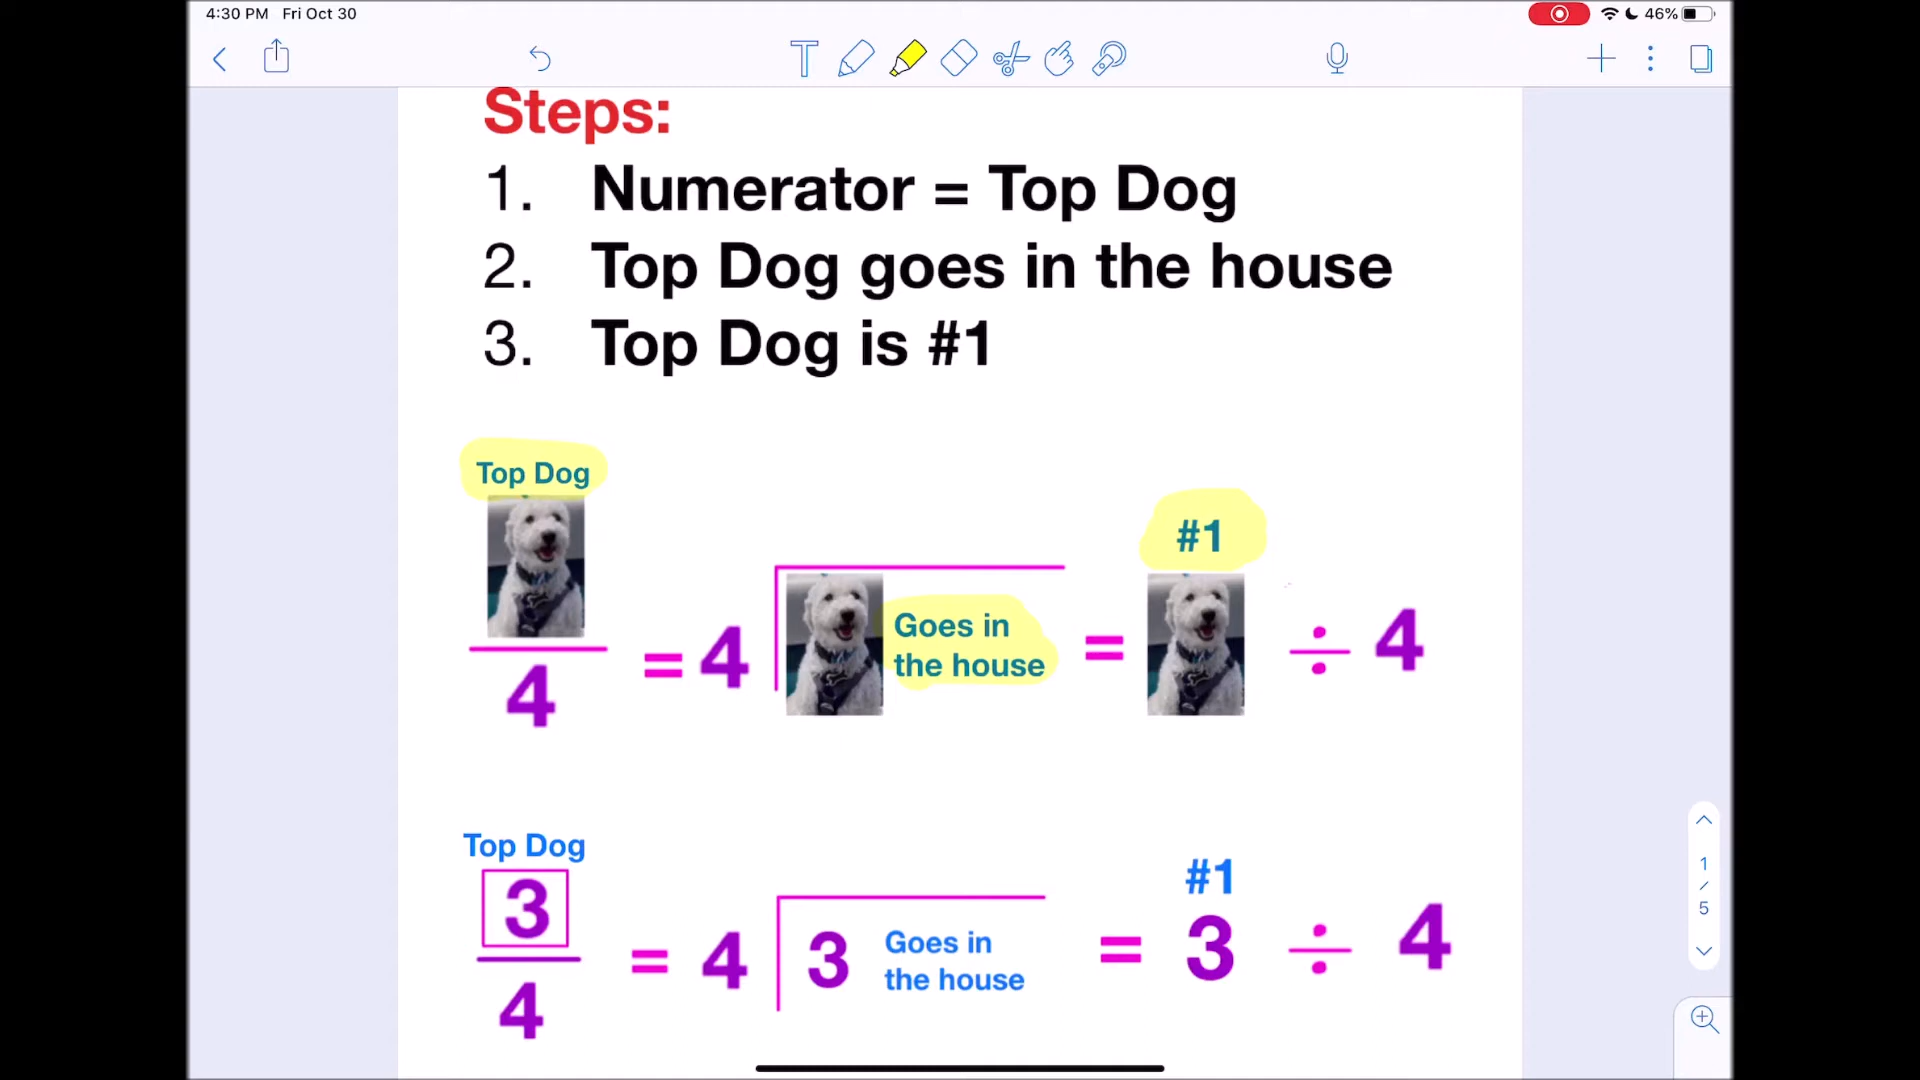 4:30 PM Fri Oct 30
46%
T
Steps:
1. Numerator = Top Dog
2. Top Dog goes in the house
3. Top Dog is #1
Top Dog
#1
4 = 4 Goes in the house = ÷ 4
Top Dog
#1
3
4 = 4 3 Goes in the house = 3 ÷ 4
1
/
5